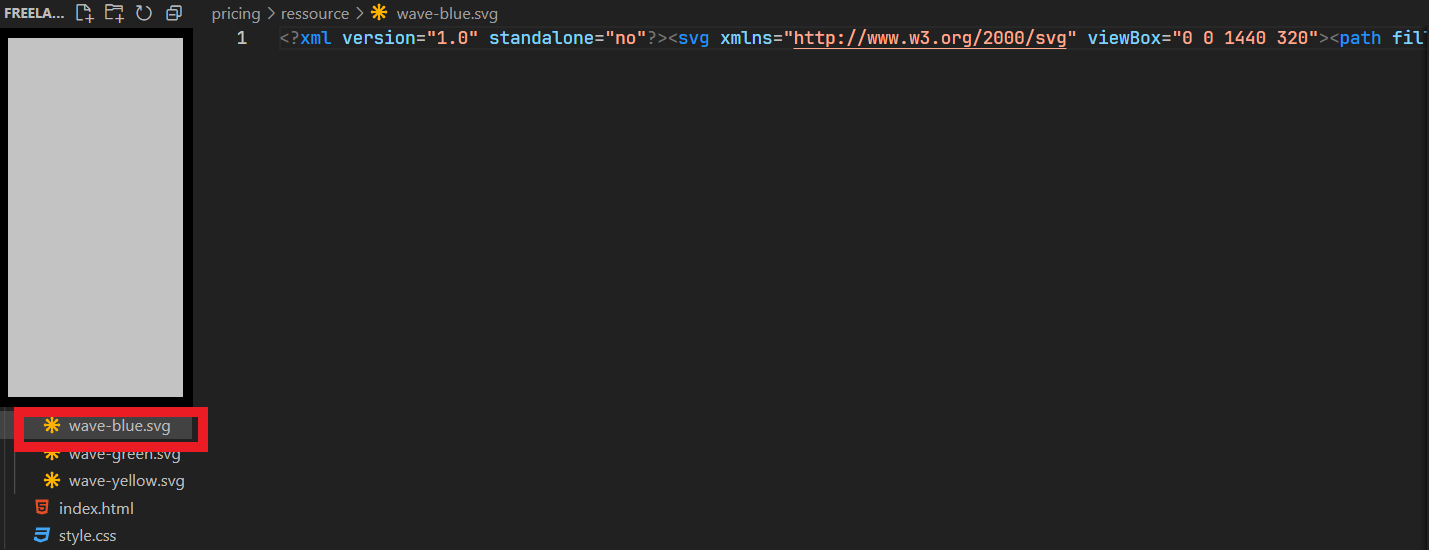 FREELA...
pricing > ressource > wave-blue.svg
1 <?xml version="1.0" standalone="no"?><svg xmlns="http://www.w3.org/2000/svg" viewBox="0 0 1440 320"><path fil
wave-blue.svg
wave-green.svg
wave-yellow.svg
index.html
style.css